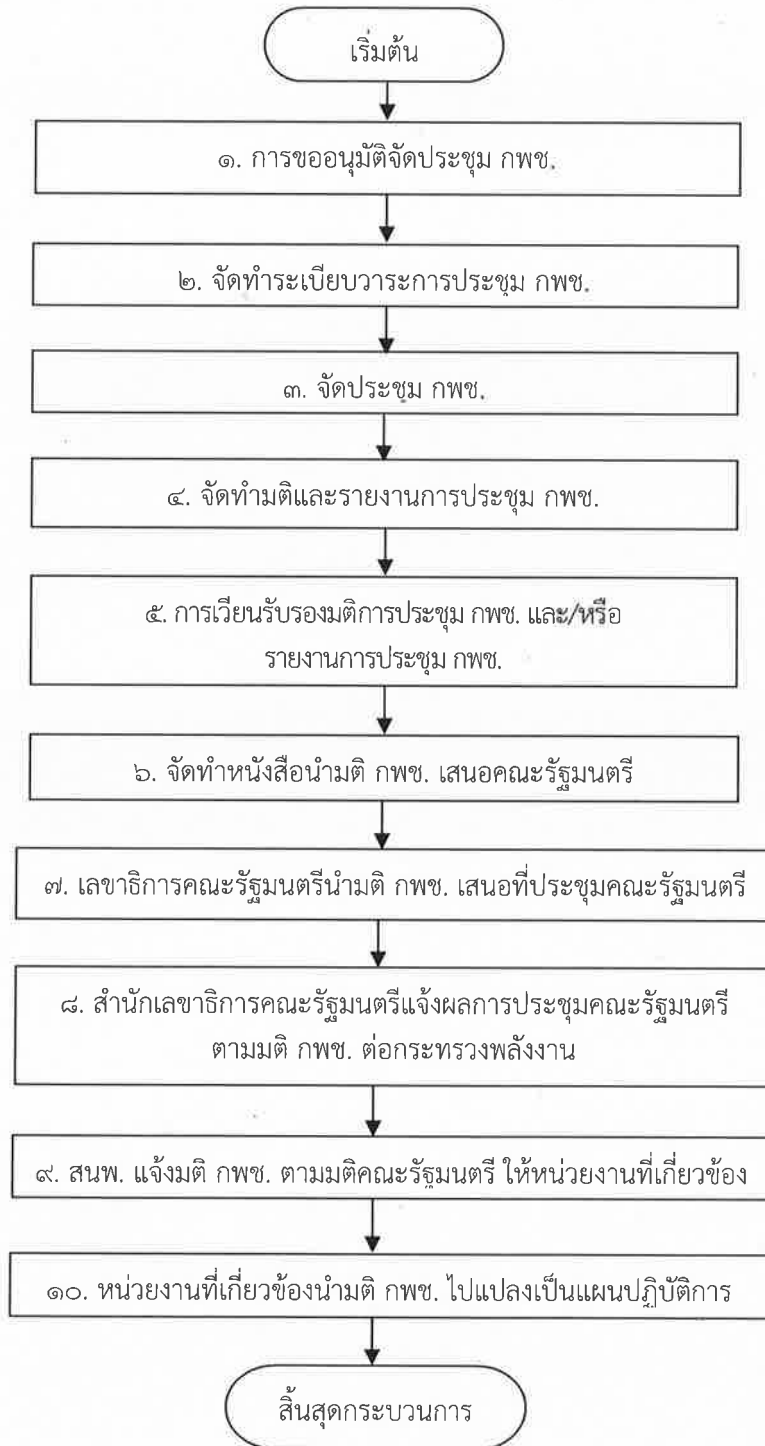 เริ่มต้น
๑. การขออนุมัติจัดประชุม กพช.
๒. จัดทำระเบียบวาระการประชุม กพช.
๓. จัดประชุม กพช.
๔. จัดทำมติและรายงานการประชุม กพช.
๕. การเวียนรับรองมติการประชุม กพช. และ/หรือ
รายงานการประชุม กพช.
๖. จัดทำหนังสือนำมติ กพช. เสนอคณะรัฐมนตรี
๗. เลขาธิการคณะรัฐมนตรีนำมติ กพช. เสนอที่ประชุมคณะรัฐมนตรี
๘. สำนักเลขาธิการคณะรัฐมนตรีแจ้งผลการประชุมคณะรัฐมนตรี
ตามมติ กพช. ต่อกระทรวงพลังงาน
๙. สนพ. แจ้งมติ กพช. ตามมติคณะรัฐมนตรี ให้หน่วยงานที่เกี่ยวข้อง
๑๐. หน่วยงานที่เกี่ยวข้องนำมติ กพช. ไปแปลงเป็นแผนปฏิบัติการ
สิ้นสุดกระบวนการ